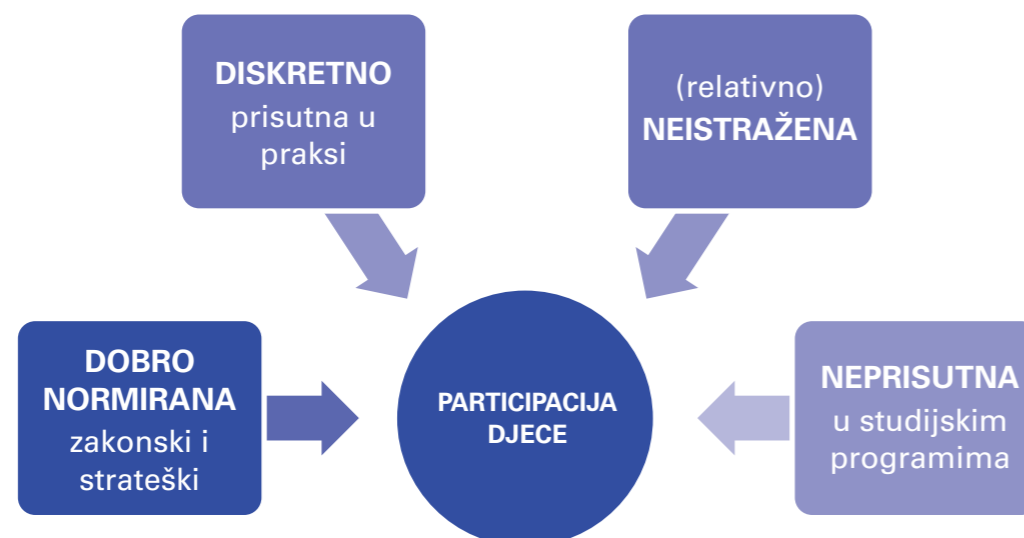 DISKRETNO
prisutna u
praksi
(relativno)
NEISTRAŽENA
DOBRO
NORMIRANA
zakonski i
strateški
PARTICIPACIJA
DJECE
NEPRISUTNA
u studijskim
programima